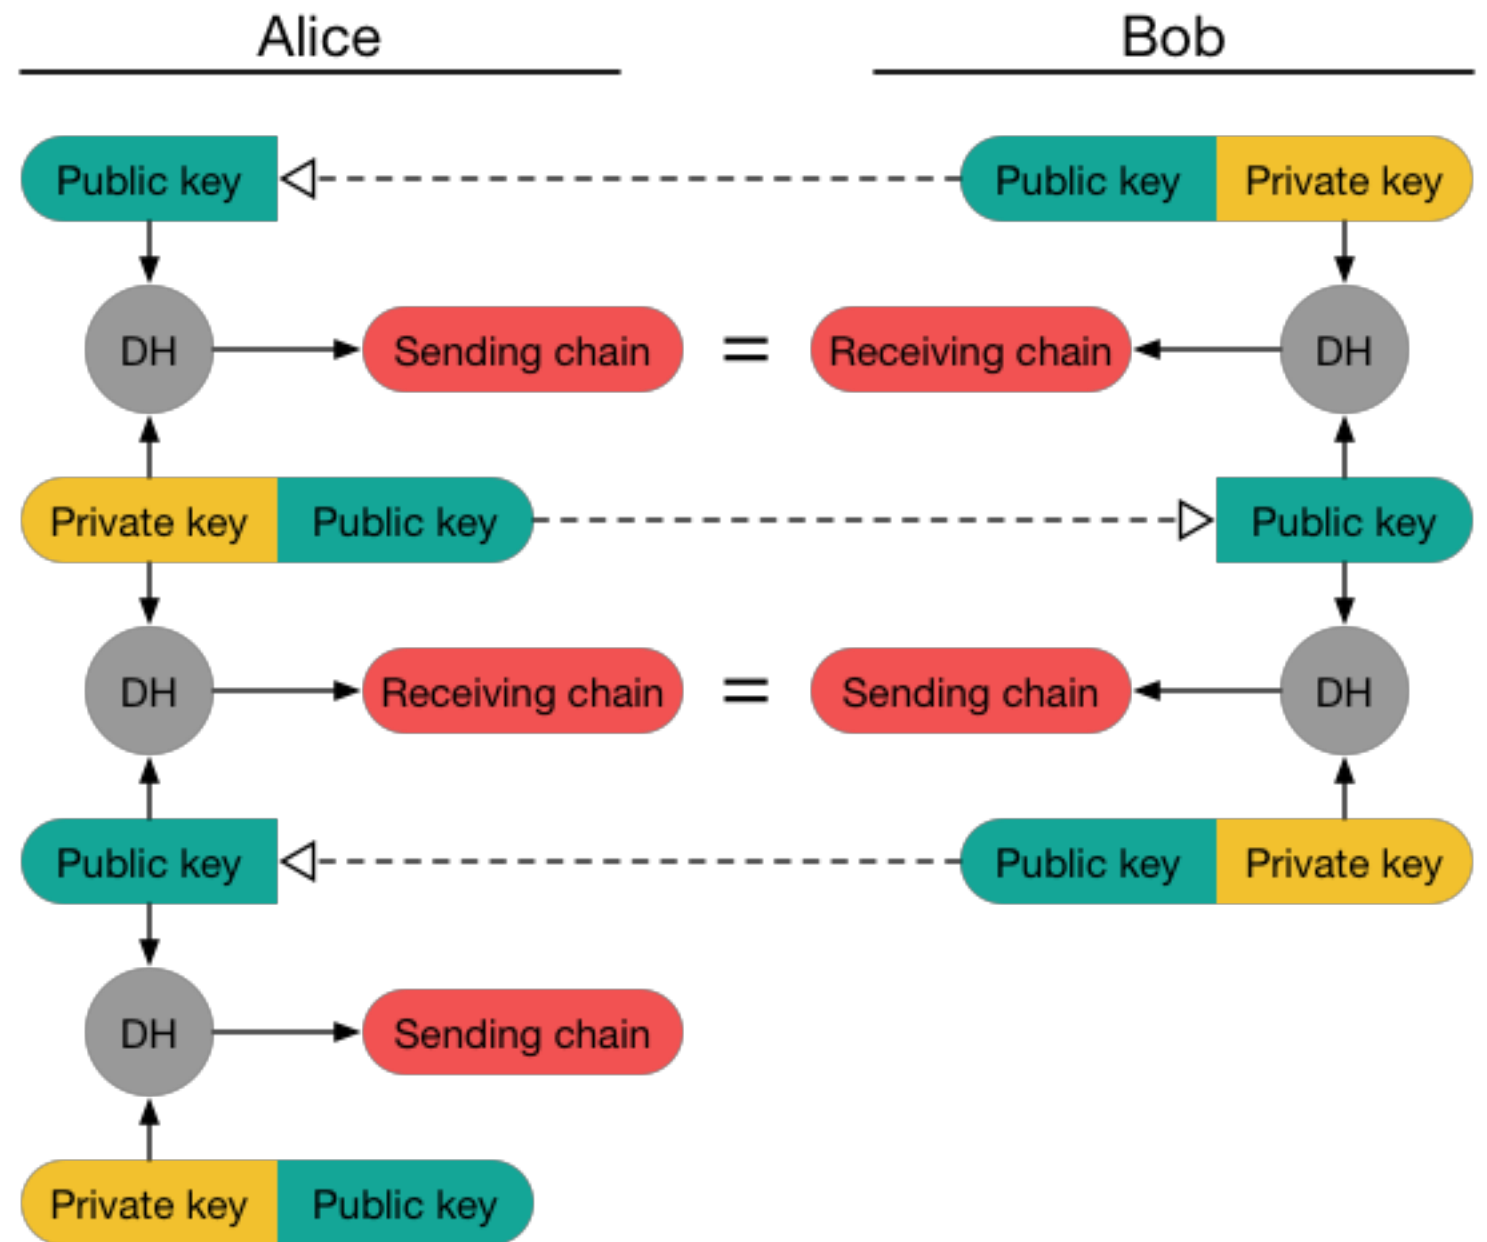 Alice
Bob
Public key
Public key
Private key
DH
Sending chain
=
Receiving chain
DH
Private key
Public key
Public key
DH
Receiving chain
=
Sending chain
DH
Public key
Public key
Private key
DH
Sending chain
Private key
Public key